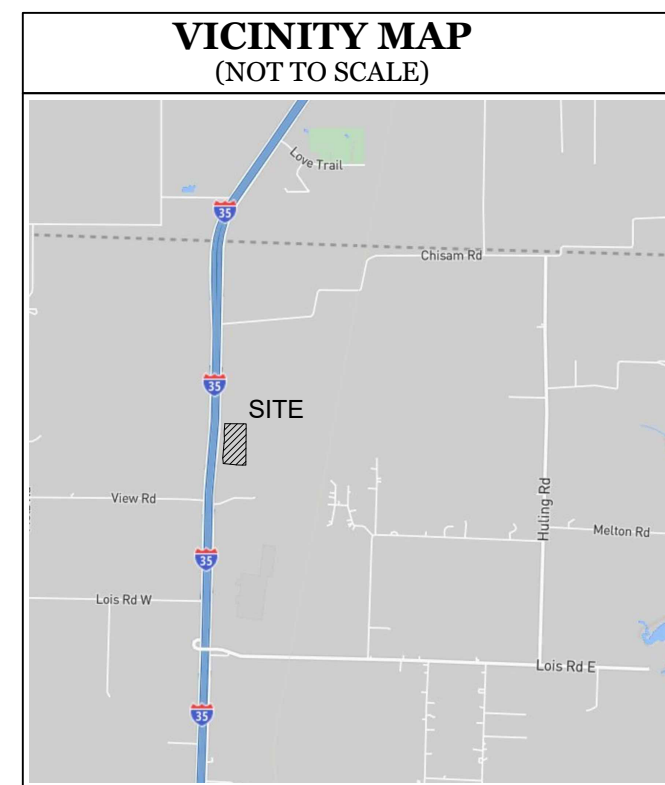 VICINITY MAP
(NOT TO SCALE)
Love Trail
35
Chisam Rd
35
SITE
View Rd
Huling Rd
Melton Rd
35
Lois Rd W
Lois Rd E
35